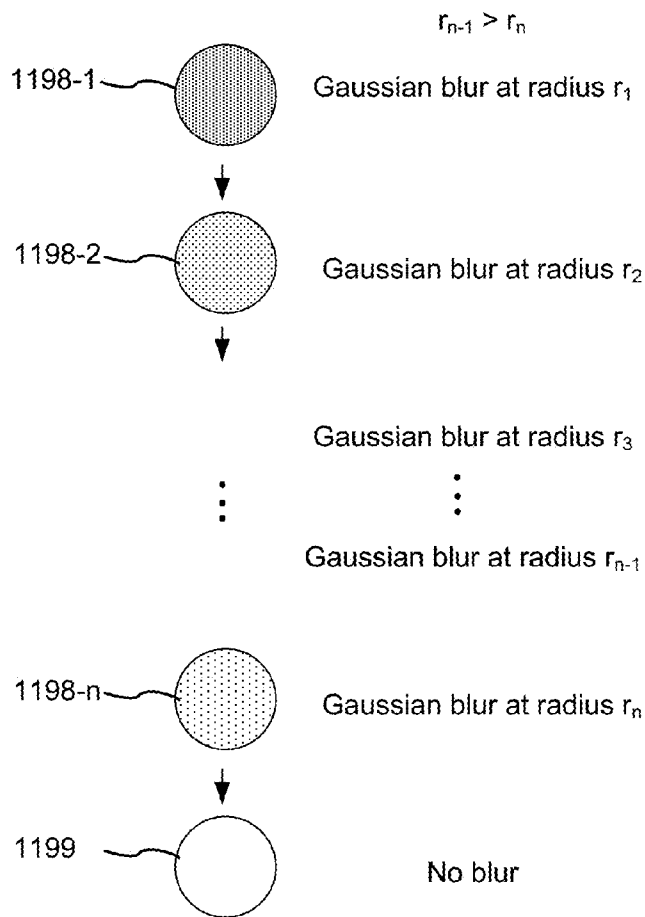 rₙ₋₁ > rₙ
1198-1 Gaussian blur at radius r₁
1198-2 Gaussian blur at radius r₂
Gaussian blur at radius r₃
Gaussian blur at radius rₙ₋₁
1198-n Gaussian blur at radius rₙ
1199 No blur